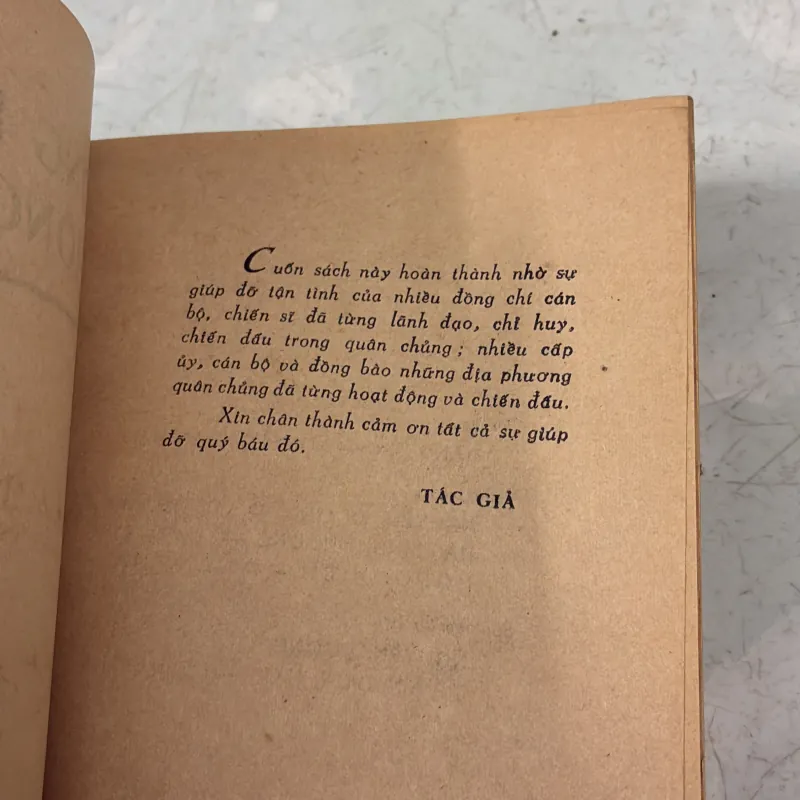 Cuốn sách này hoàn thành nhờ sự
giúp đỡ tận tình của nhiều đồng chí cán
bộ, chiến sĩ đã từng lãnh đạo, chỉ huy,
chiến đấu trong quân chủng; nhiều cấp
ủy, cán bộ và đồng bào những địa phương
quân chủng đã từng hoạt động và chiến đấu.
Xin chân thành cảm ơn tất cả sự giúp
đỡ quý báu đó.
TÁC GIẢ